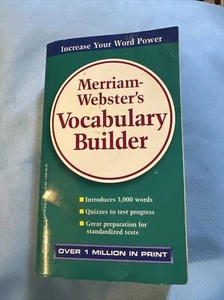 Increase Your Word Power
Merriam-
Webster's
Vocabulary
Builder
Introduces 3,000 words
Quizzes to test progress
Great preparation for
standardized tests
OVER 1 MILLION IN PRINT